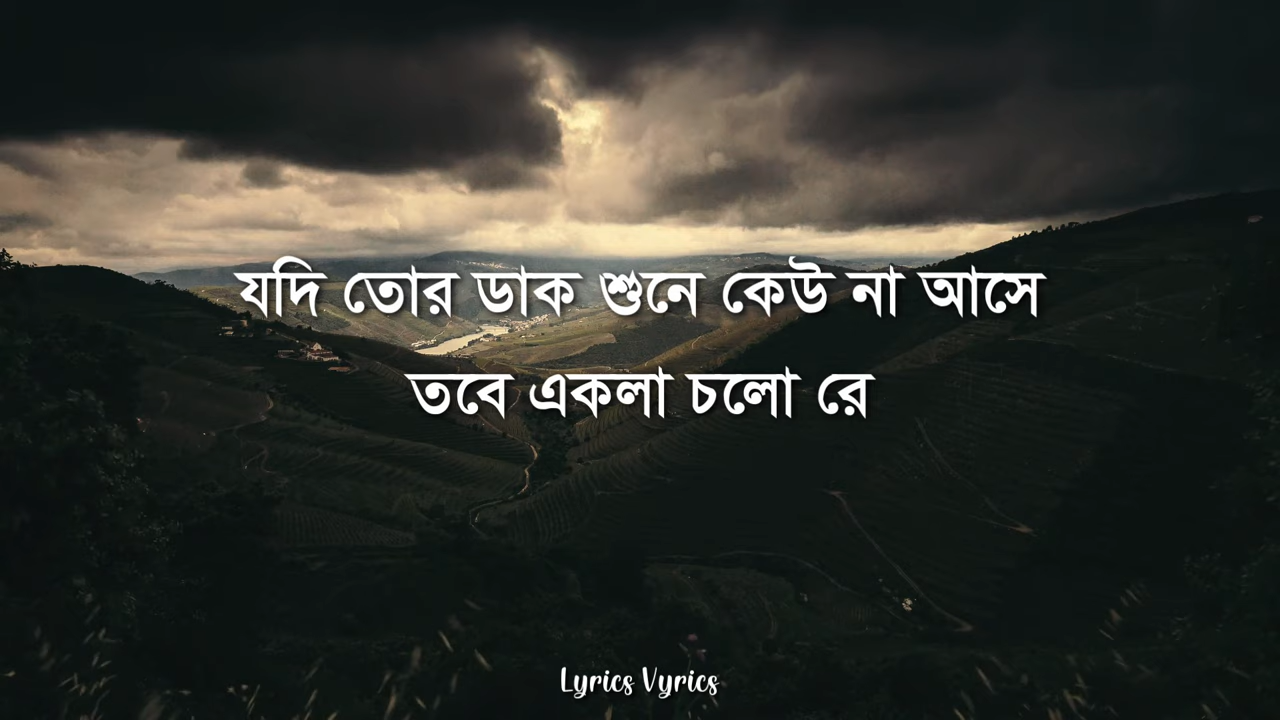 যদি তোর ডাক শুনে কেউ না আসে
তবে একলা চলো রে
Lyrics Vyrics